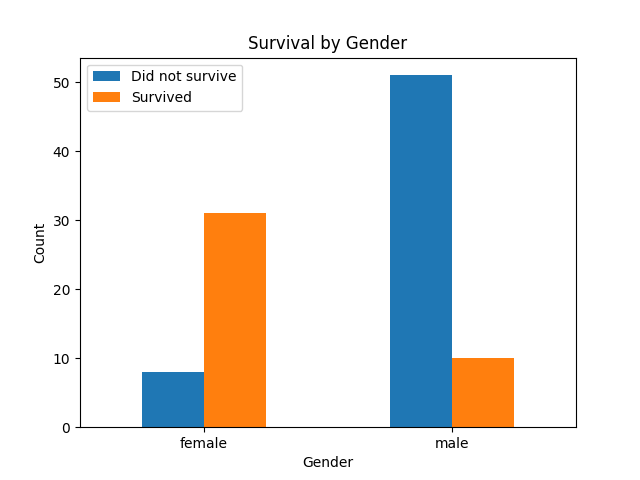 Survival by Gender
Did not survive
Survived
50
40
30
20
10
0
Count
female
male
Gender